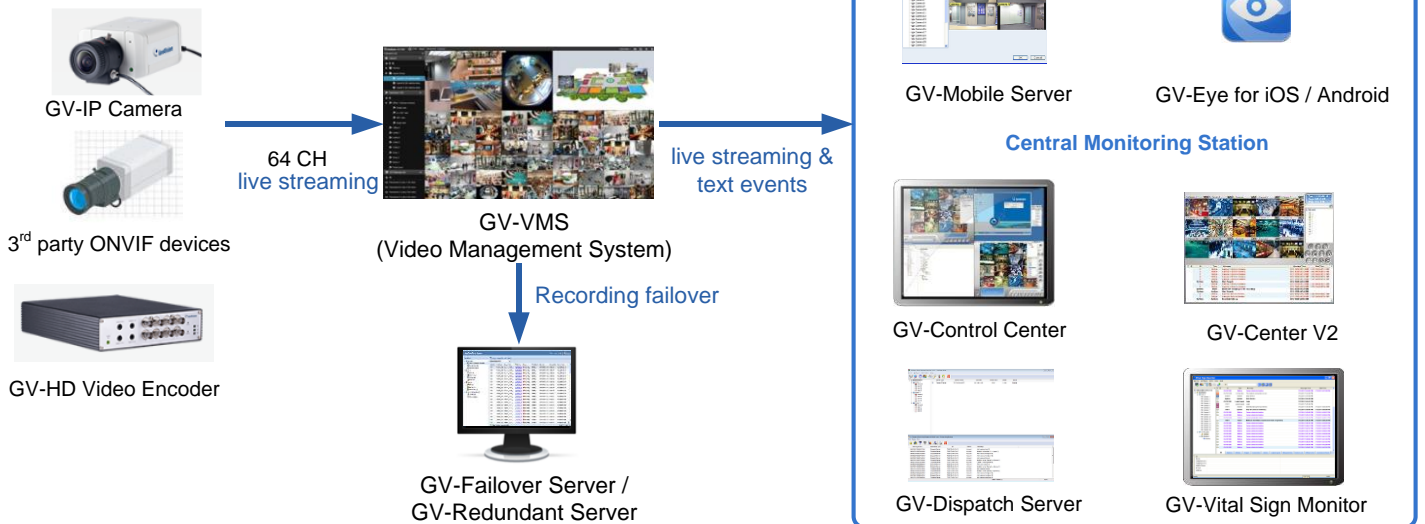 GV-IP Camera
3rd party ONVIF devices
GV-HD Video Encoder
64 CH
live streaming
GV-VMS
(Video Management System)
Recording failover
GV-Failover Server /
GV-Redundant Server
live streaming &
text events
GV-Mobile Server
GV-Eye for iOS / Android
Central Monitoring Station
GV-Control Center
GV-Center V2
GV-Dispatch Server
GV-Vital Sign Monitor